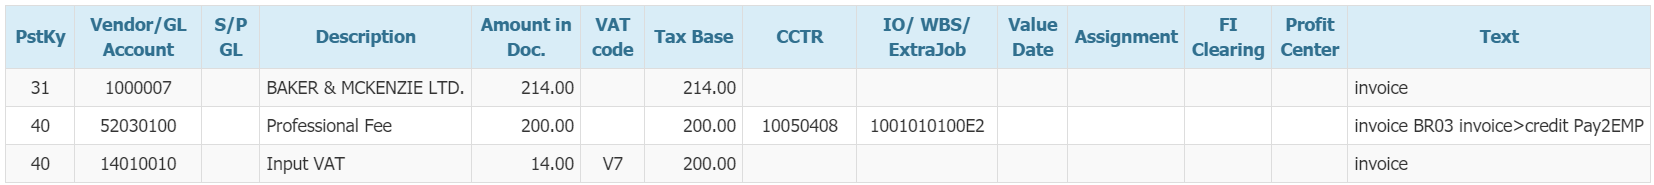 PstKy Vendor/GL Account S/P GL Description Amount in Doc. VAT code Tax Base CCTR IO/ WBS/ ExtraJob Value Date Assignment FI Clearing Profit Center Text
31 1000007 BAKER & MCKENZIE LTD. 214.00 214.00 invoice
40 52030100 Professional Fee 200.00 200.00 10050408 1001010100E2 invoice BR03 invoice>credit Pay2EMP
40 14010010 Input VAT 14.00 V7 200.00 invoice